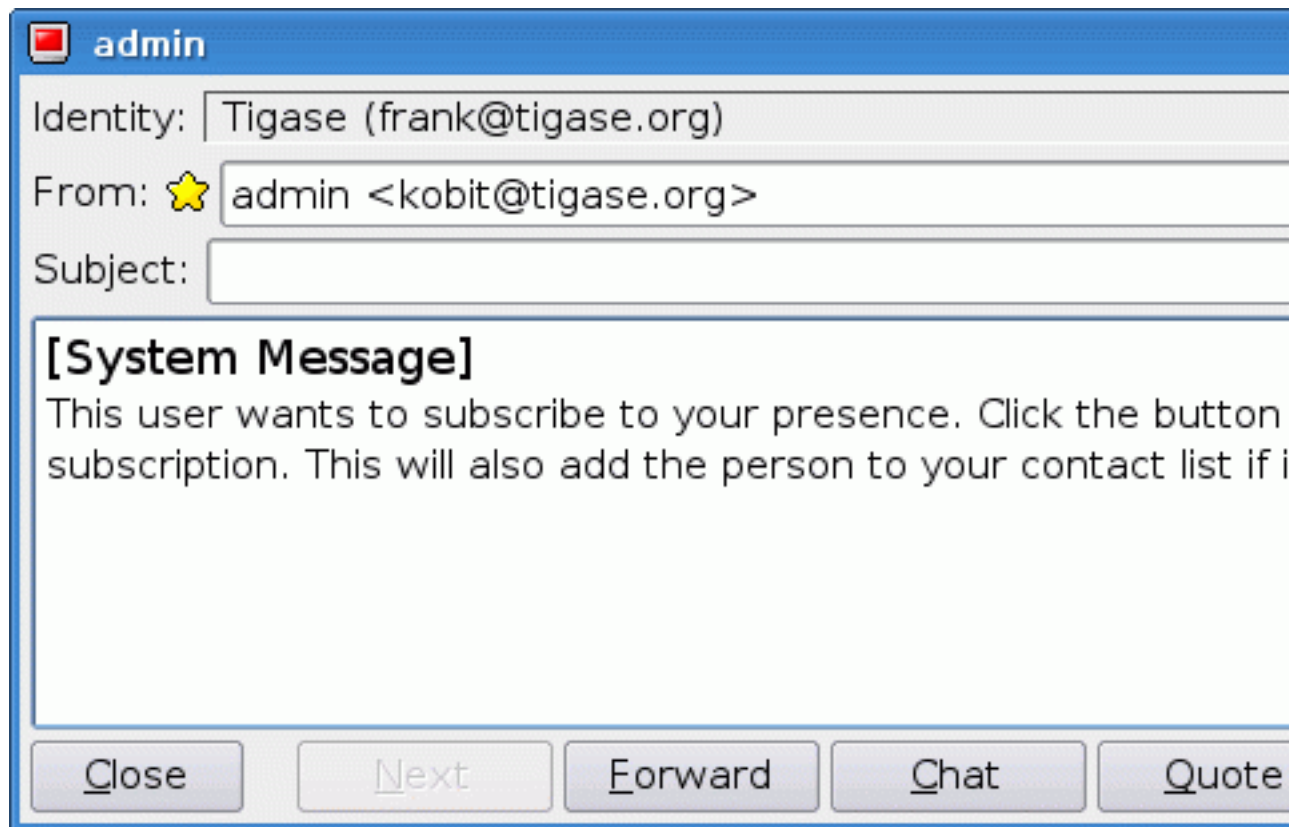 admin
Identity: Tigase (frank@tigase.org)
From: admin <kobit@tigase.org>
Subject:
[System Message]
This user wants to subscribe to your presence. Click the button
subscription. This will also add the person to your contact list if
Close Next Forward Chat Quote